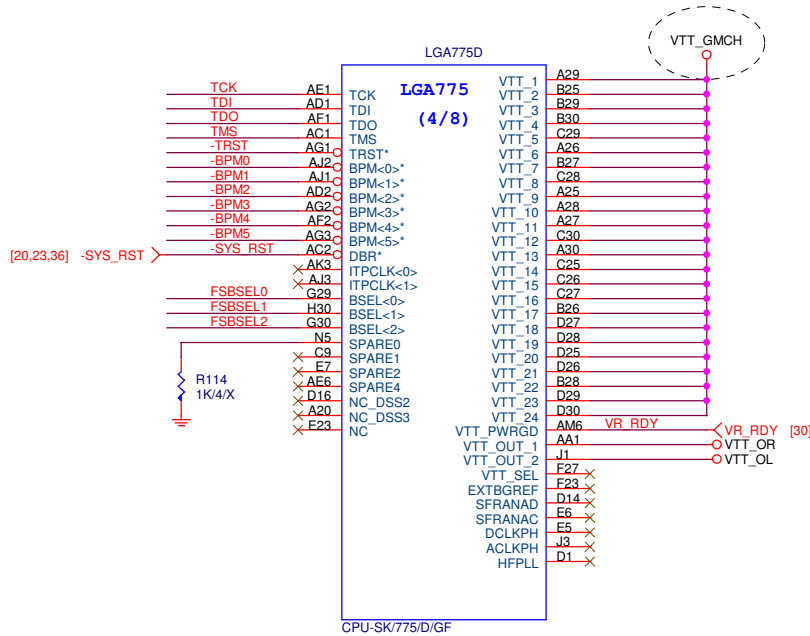 VTT_GMCH
LGA775D
LGA775
(4/8)
TCK AE1 TCK
TDI AD1 TDI
TDO AF1 TDO
TMS AC1 TMS
-TRST AG1 TRST*
-BPM0 AJ2 BPM<0>*
-BPM1 AJ1 BPM<1>*
-BPM2 AD2 BPM<2>*
-BPM3 AG2 BPM<3>*
-BPM4 AF2 BPM<4>*
-BPM5 AG3 BPM<5>*
[20,23,36] -SYS_RST -SYS_RST AC2 DBR*
AK3 ITPCLK<0>
AJ3 ITPCLK<1>
FSBSEL0 G29 BSEL<0>
FSBSEL1 H30 BSEL<1>
FSBSEL2 G30 BSEL<2>
N5 SPARE0
C9 SPARE1
E7 SPARE2
AE6 SPARE4
D16 NC_DSS2
A20 NC_DSS3
E23 NC
R114
1K/4/X
VTT_1 A29
VTT_2 B25
VTT_3 B29
VTT_4 B30
VTT_5 C29
VTT_6 A26
VTT_7 B27
VTT_8 C28
VTT_9 A25
VTT_10 A28
VTT_11 A27
VTT_12 C30
VTT_13 A30
VTT_14 C25
VTT_15 C26
VTT_16 C27
VTT_17 B26
VTT_18 D27
VTT_19 D28
VTT_20 D25
VTT_21 D26
VTT_22 B28
VTT_23 D29
VTT_24 D30
VTT_PWRGD AM6 VR_RDY VR_RDY [30]
VTT_OUT_1 AA1 VTT_OR
VTT_OUT_2 J1 VTT_OL
VTT_SEL F27
EXTBGREF F23
SFRANAD D14
SFRANAC E6
DCLKPH E5
ACLKPH J3
HFPLL D1
CPU-SK/775/D/GF